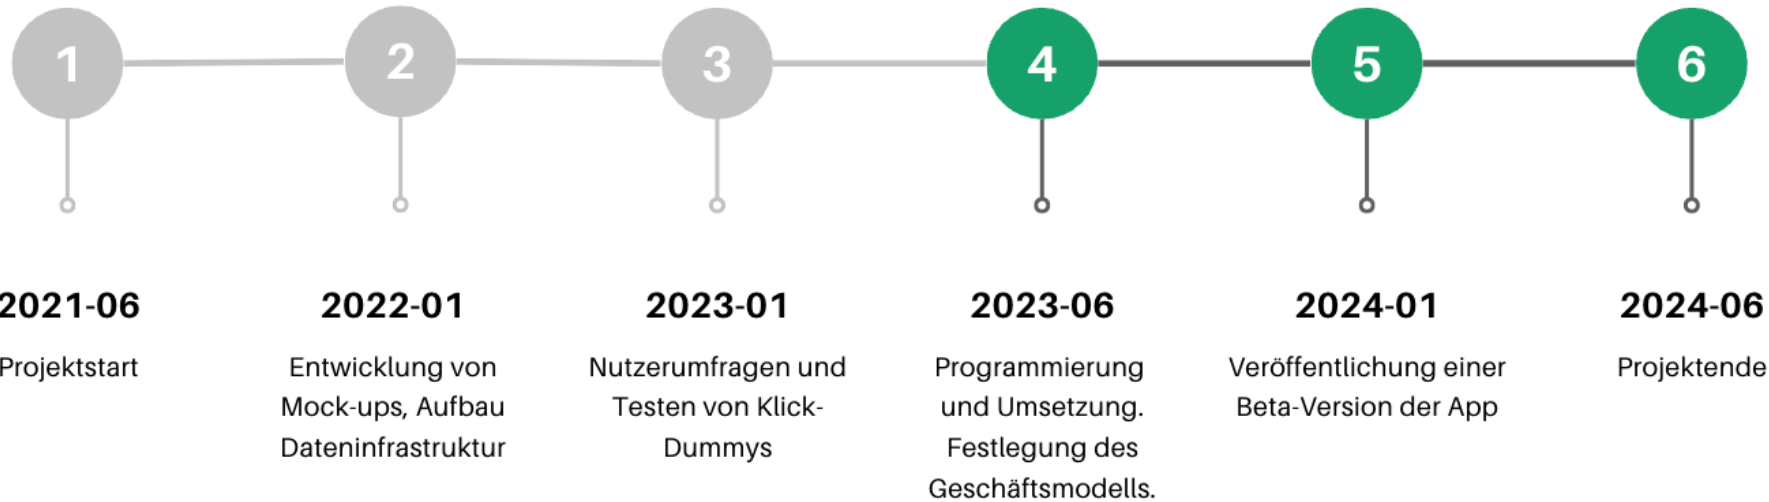 1
2
3
4
5
6
2021-06
Projektstart
2022-01
Entwicklung von
Mock-ups, Aufbau
Dateninfrastruktur
2023-01
Nutzerumfragen und
Testen von Klick-
Dummys
2023-06
Programmierung
und Umsetzung.
Festlegung des
Geschäftsmodells.
2024-01
Veröffentlichung einer
Beta-Version der App
2024-06
Projektende